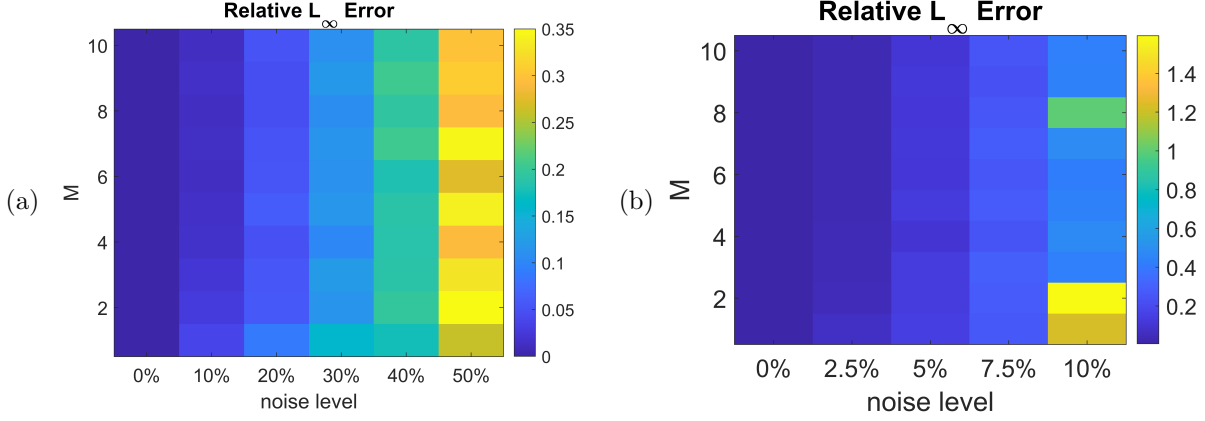 (a)
Relative L∞ Error
M
10
8
6
4
2
0% 10% 20% 30% 40% 50%
noise level
0.35
0.3
0.25
0.2
0.15
0.1
0.05
0
(b)
Relative L∞ Error
M
10
8
6
4
2
0% 2.5% 5% 7.5% 10%
noise level
1.4
1.2
1
0.8
0.6
0.4
0.2